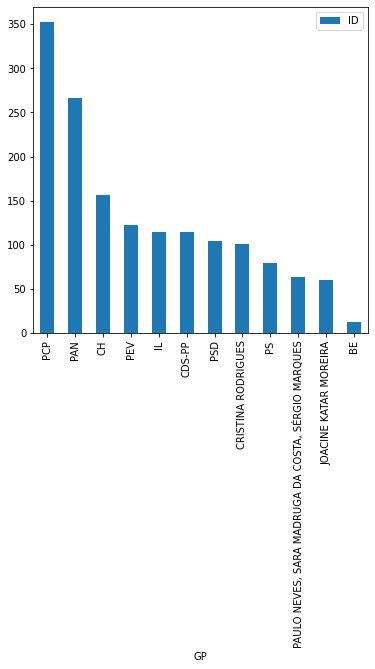 ID
350
300
250
200
150
100
50
0
PCP
PAN
CH
PEV
IL
CDS-PP
PSD
CRISTINA RODRIGUES
PS
PAULO NEVES, SARA MADRUGA DA COSTA, SÉRGIO MARQUES
JOACINE KATAR MOREIRA
BE
GP